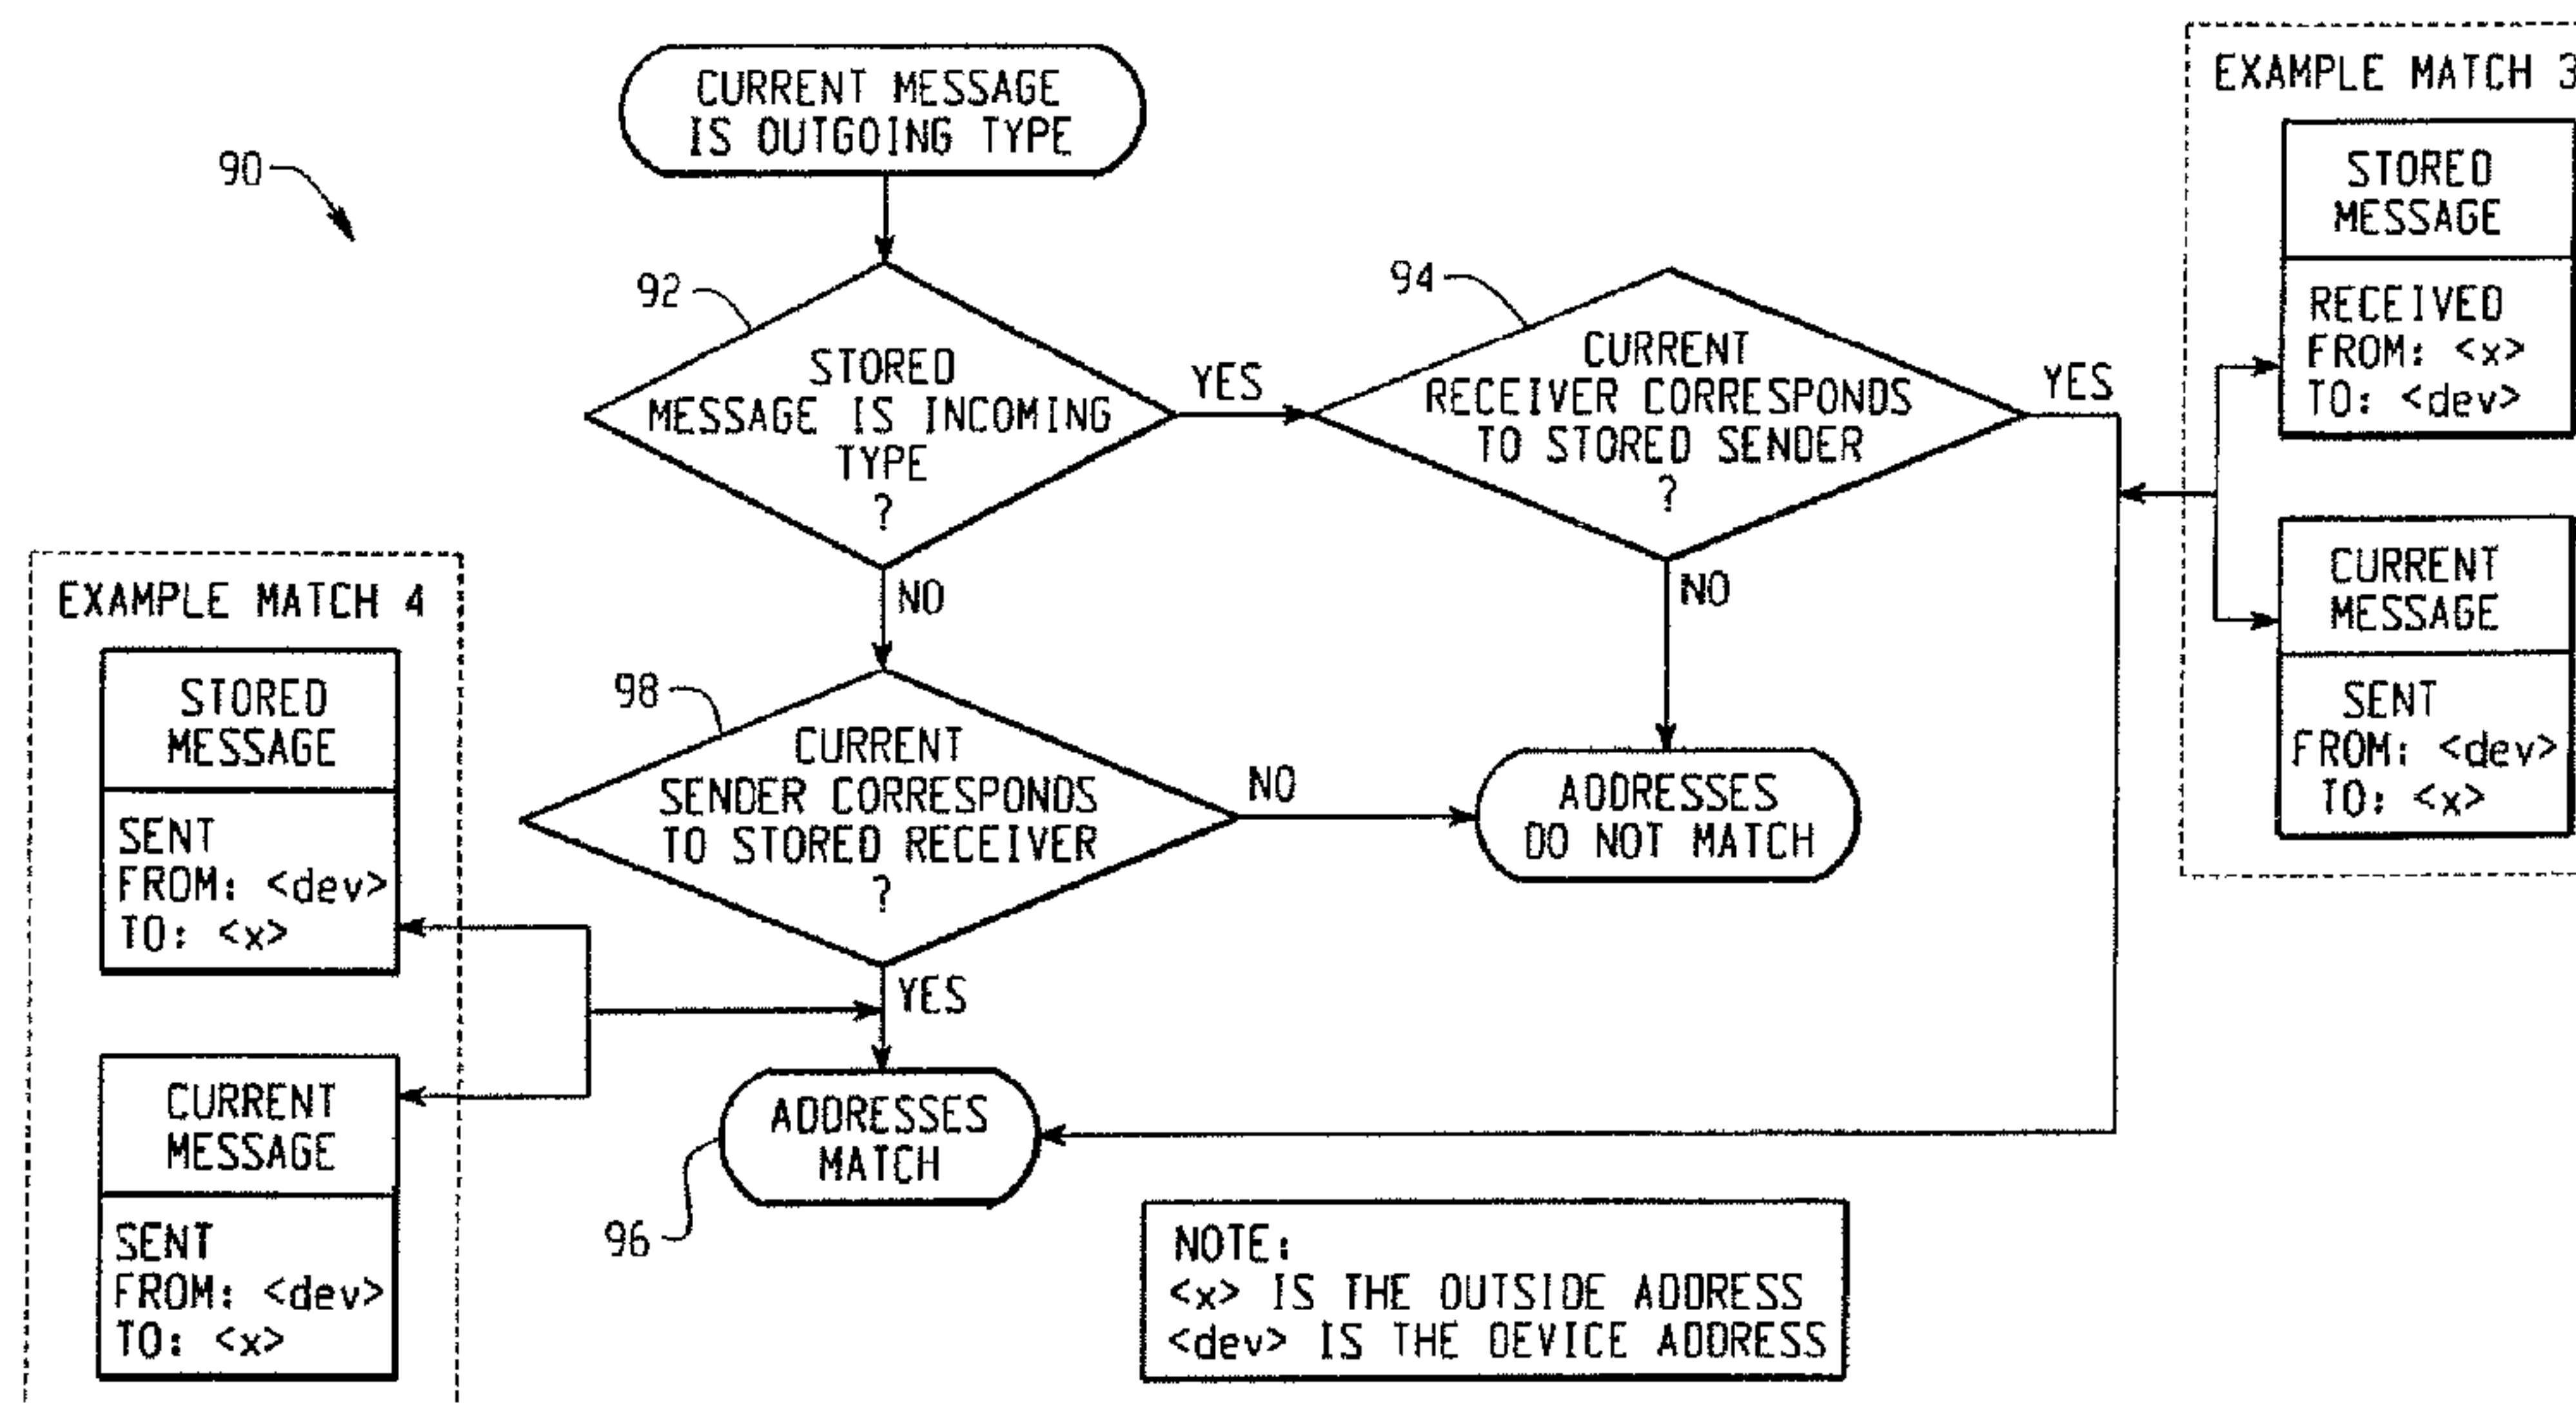 CURRENT MESSAGE
IS OUTGOING TYPE
90
92
STORED
MESSAGE IS INCOMING
TYPE
?
YES
NO
94
CURRENT
RECEIVER CORRESPONDS
TO STORED SENDER
?
YES
NO
EXAMPLE MATCH 3
STORED
MESSAGE
RECEIVED
FROM: <x>
TO: <dev>
CURRENT
MESSAGE
SENT
FROM: <dev>
TO: <x>
EXAMPLE MATCH 4
STORED
MESSAGE
SENT
FROM: <dev>
TO: <x>
CURRENT
MESSAGE
SENT
FROM: <dev>
TO: <x>
98
CURRENT
SENDER CORRESPONDS
TO STORED RECEIVER
?
NO
YES
ADDRESSES
DO NOT MATCH
ADDRESSES
MATCH
96
NOTE:
<x> IS THE OUTSIDE ADDRESS
<dev> IS THE DEVICE ADDRESS